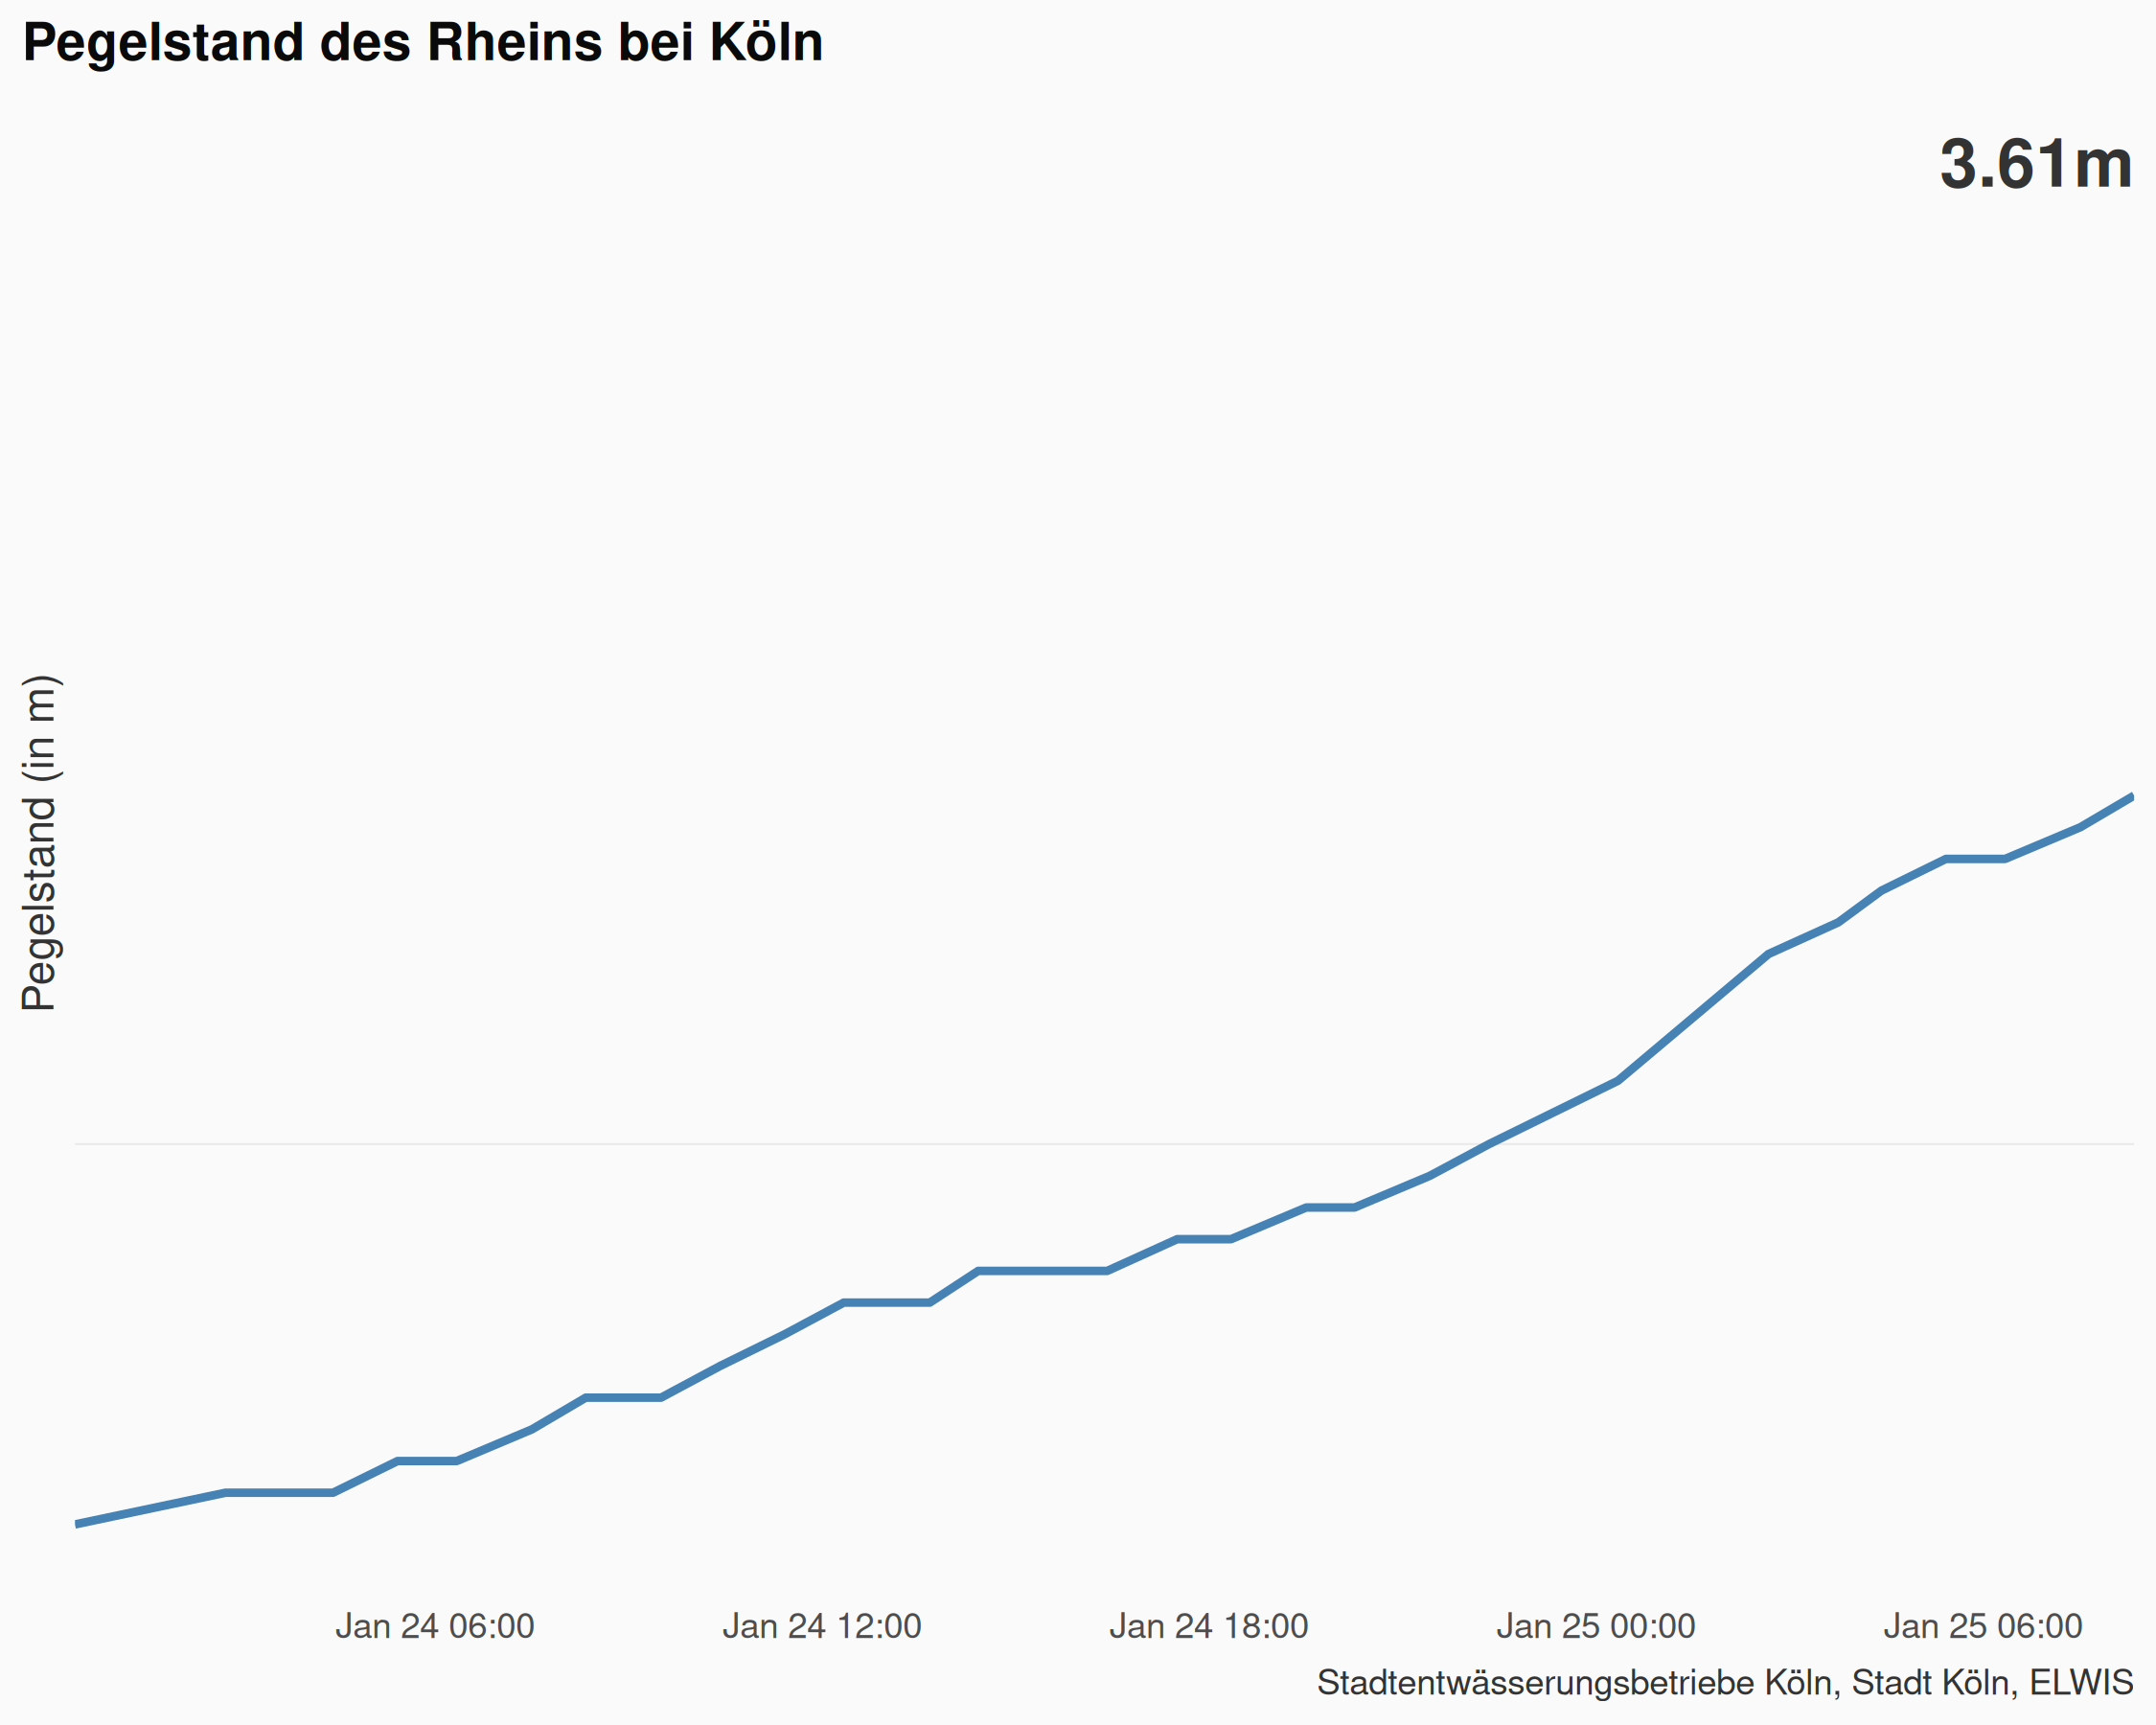 Pegelstand des Rheins bei Köln
3.61m
Pegelstand (in m)
Jan 24 06:00
Jan 24 12:00
Jan 24 18:00
Jan 25 00:00
Jan 25 06:00
Stadtentwässerungsbetriebe Köln, Stadt Köln, ELWIS